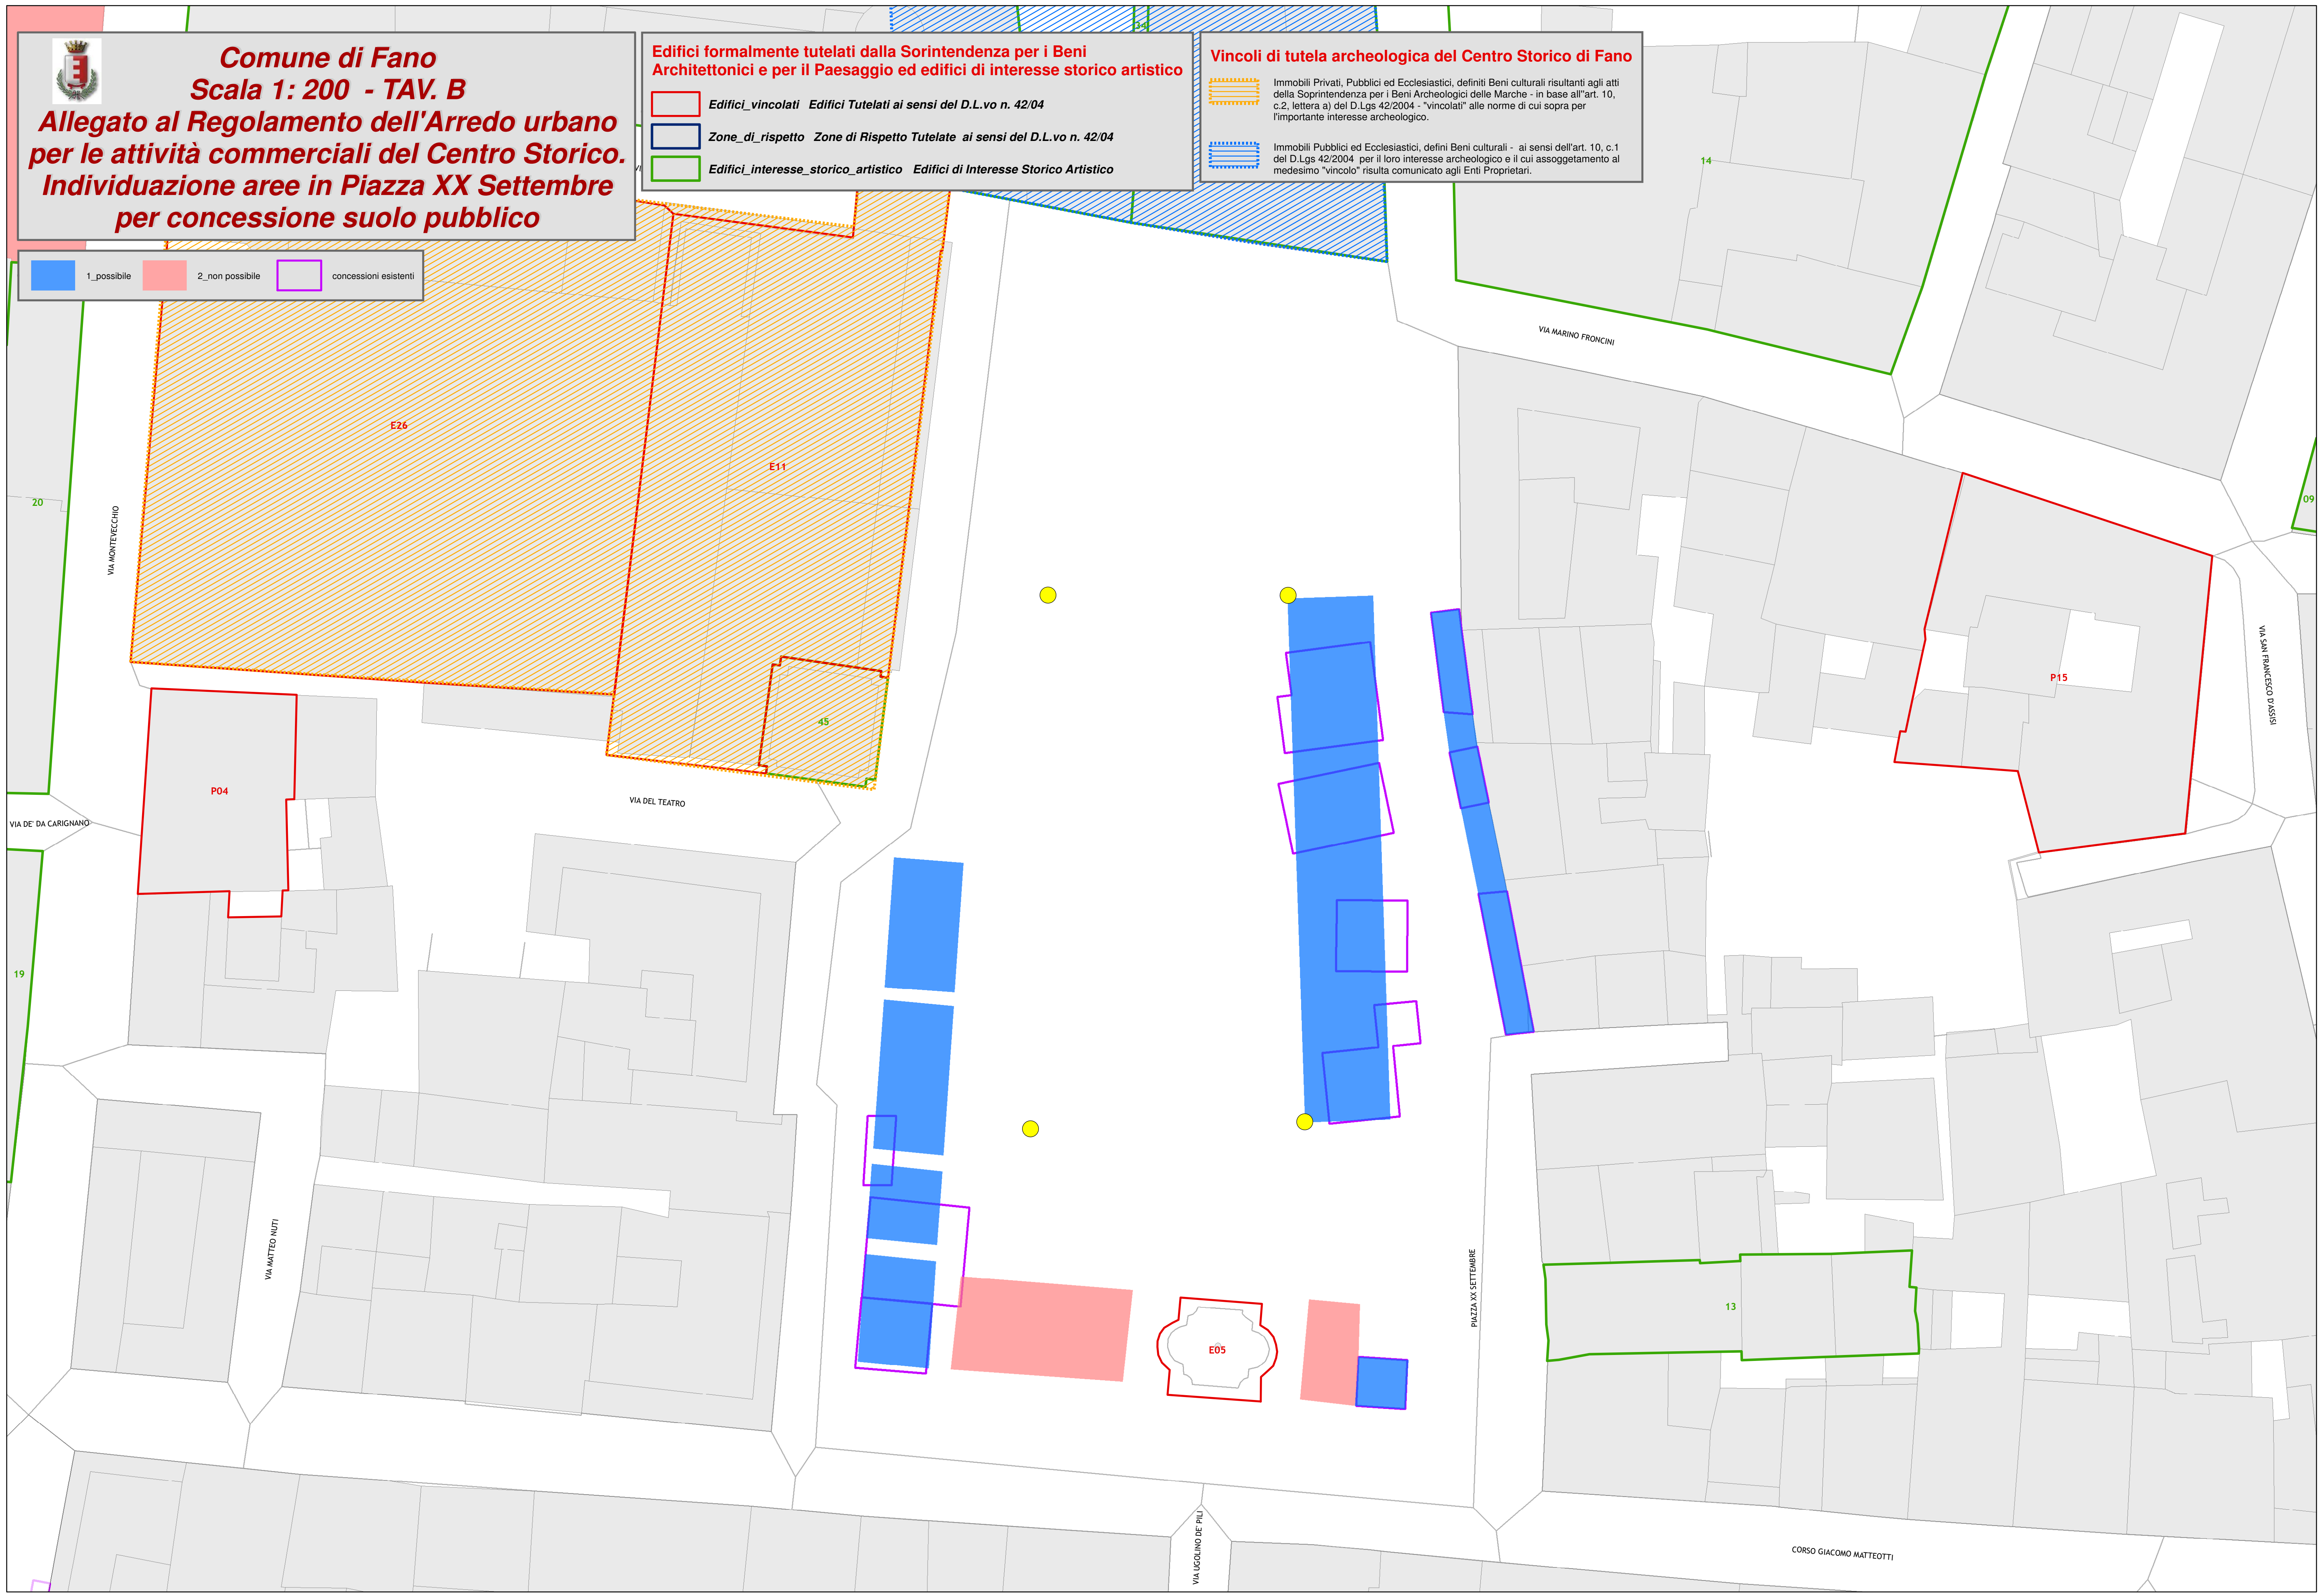 Comune di Fano
Scala 1: 200 - TAV. B
Allegato al Regolamento dell'Arredo urbano
per le attività commerciali del Centro Storico.
Individuazione aree in Piazza XX Settembre
per concessione suolo pubblico
1_possibile
2_non possibile
concessioni esistenti
Edifici formalmente tutelati dalla Sorintendenza per i Beni
Architettonici e per il Paesaggio ed edifici di interesse storico artistico
Edifici_vincolati Edifici Tutelati ai sensi del D.L.vo n. 42/04
Zone_di_rispetto Zone di Rispetto Tutelate ai sensi del D.L.vo n. 42/04
Edifici_interesse_storico_artistico Edifici di Interesse Storico Artistico
Vincoli di tutela archeologica del Centro Storico di Fano
Immobili Privati, Pubblici ed Ecclesiastici, definiti Beni culturali risultanti agli atti
della Soprintendenza per i Beni Archeologici delle Marche - in base all''art. 10,
c.2, lettera a) del D.Lgs 42/2004 - "vincolati" alle norme di cui sopra per
l'importante interesse archeologico.
Immobili Pubblici ed Ecclesiastici, defini Beni culturali - ai sensi dell'art. 10, c.1
del D.Lgs 42/2004 per il loro interesse archeologico e il cui assoggetamento al
medesimo "vincolo" risulta comunicato agli Enti Proprietari.
14
VIA MARINO FRONCINI
E26
E11
20
09
VIA MONTEVECCHIO
VIA SAN FRANCESCO D'ASSISI
P15
45
P04
VIA DEL TEATRO
VIA DE' DA CARIGNANO
19
VIA MATTEO NUTI
PIAZZA XX SETTEMBRE
13
E05
VIA UGOLINO DE' PILI
CORSO GIACOMO MATTEOTTI